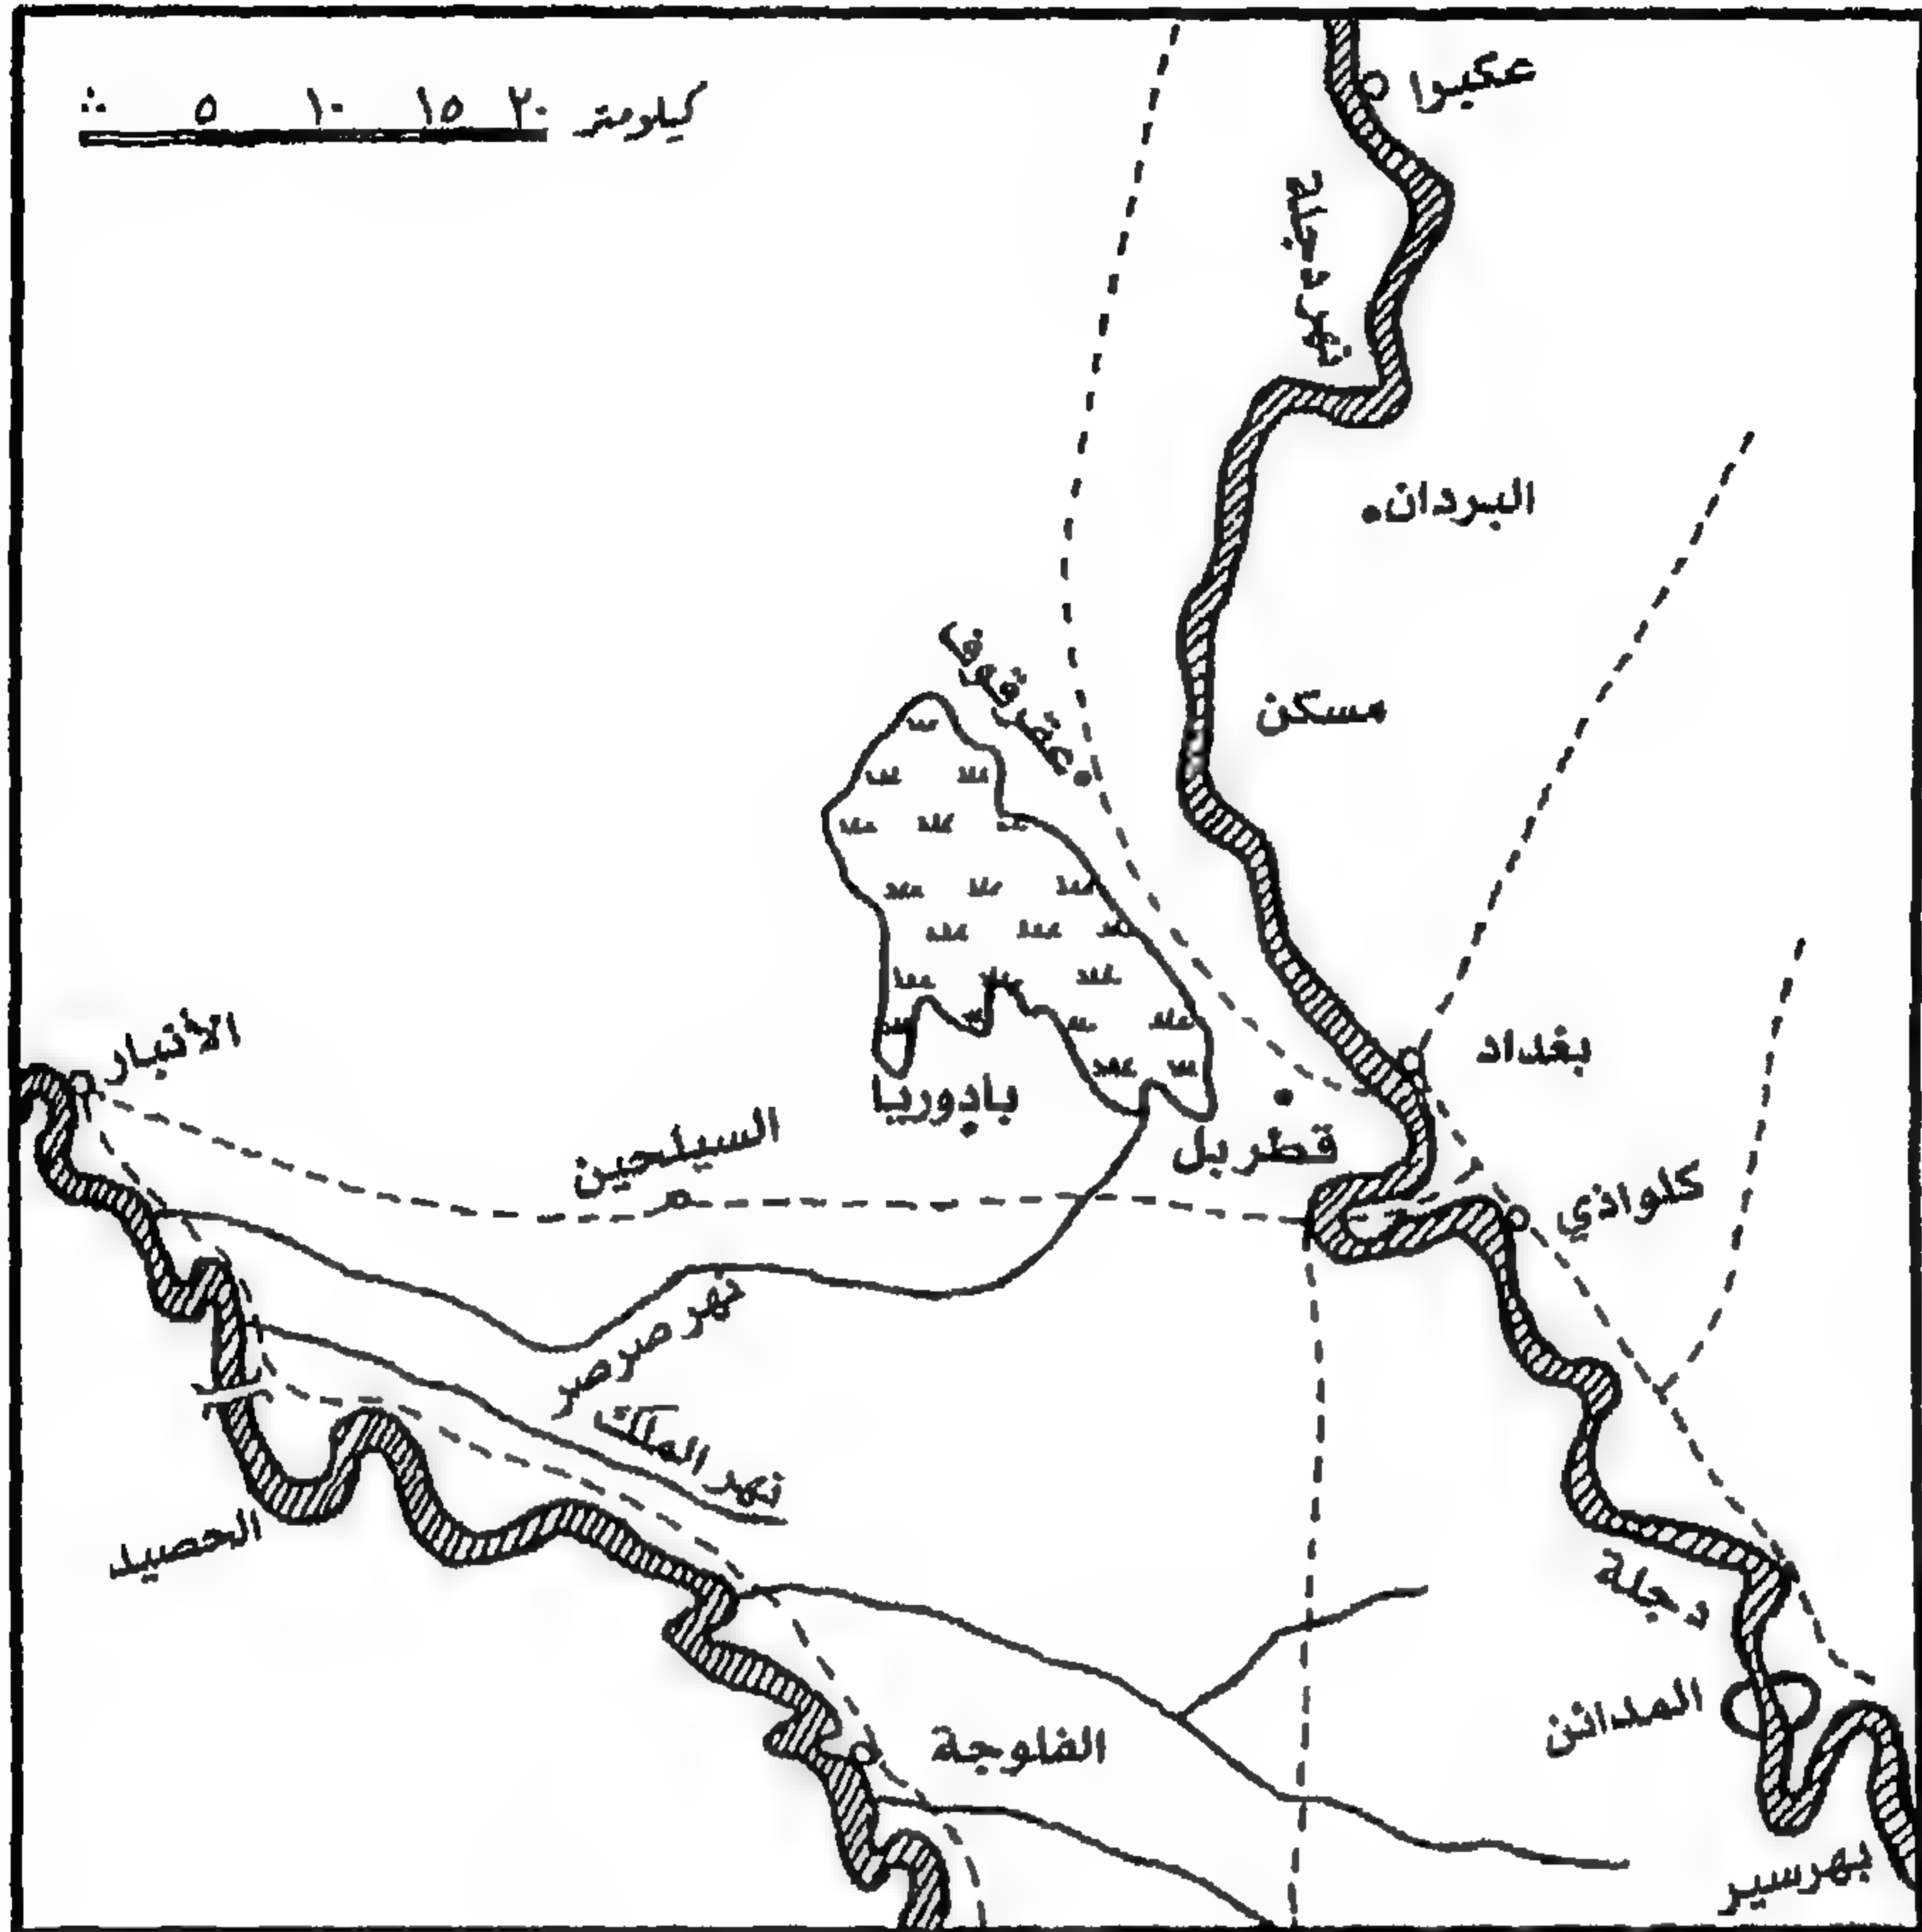 ٠ ٥ ١٠ ١٥ ٢٠ كيلومتر
عكبرا
نهر دجلة
البردان
مسكن
عقرقوفا
بغداد
الأنبار
بادوريا
السيلحين
قطربل
كلواذي
نهر صرصر
نهر الملك
الحصيد
دجلة
المدائن
الفلوجة
بهرسير